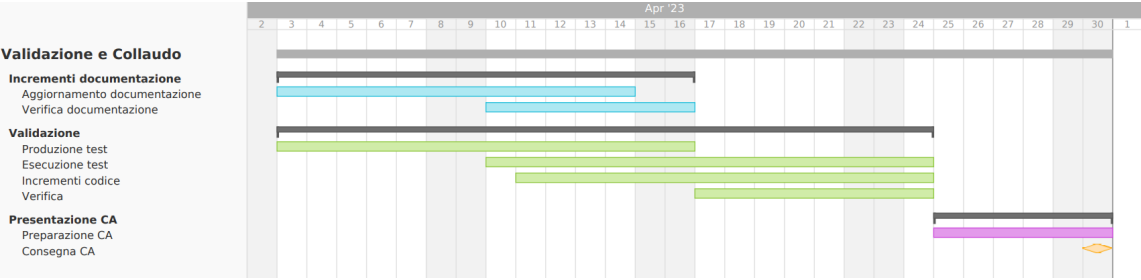 Apr '23
2 3 4 5 6 7 8 9 10 11 12 13 14 15 16 17 18 19 20 21 22 23 24 25 26 27 28 29 30 1
Validazione e Collaudo
Incrementi documentazione
Aggiornamento documentazione
Verifica documentazione
Validazione
Produzione test
Esecuzione test
Incrementi codice
Verifica
Presentazione CA
Preparazione CA
Consegna CA